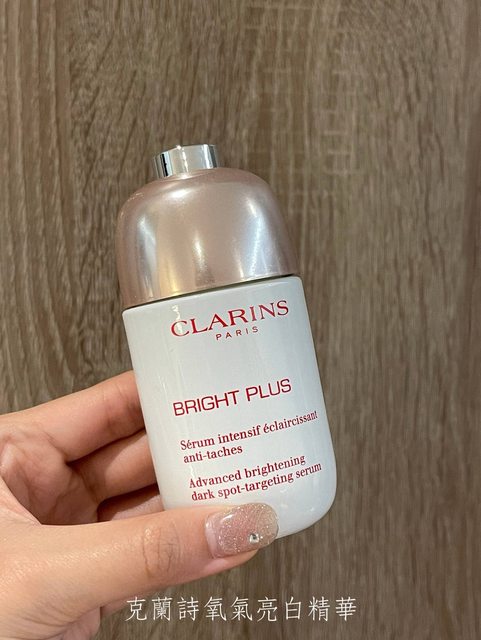 CLARINS
PARIS
BRIGHT PLUS
Sérum intensif éclaircissant
anti-taches
Advanced brightening
dark spot-targeting serum
克蘭詩氧氣亮白精華